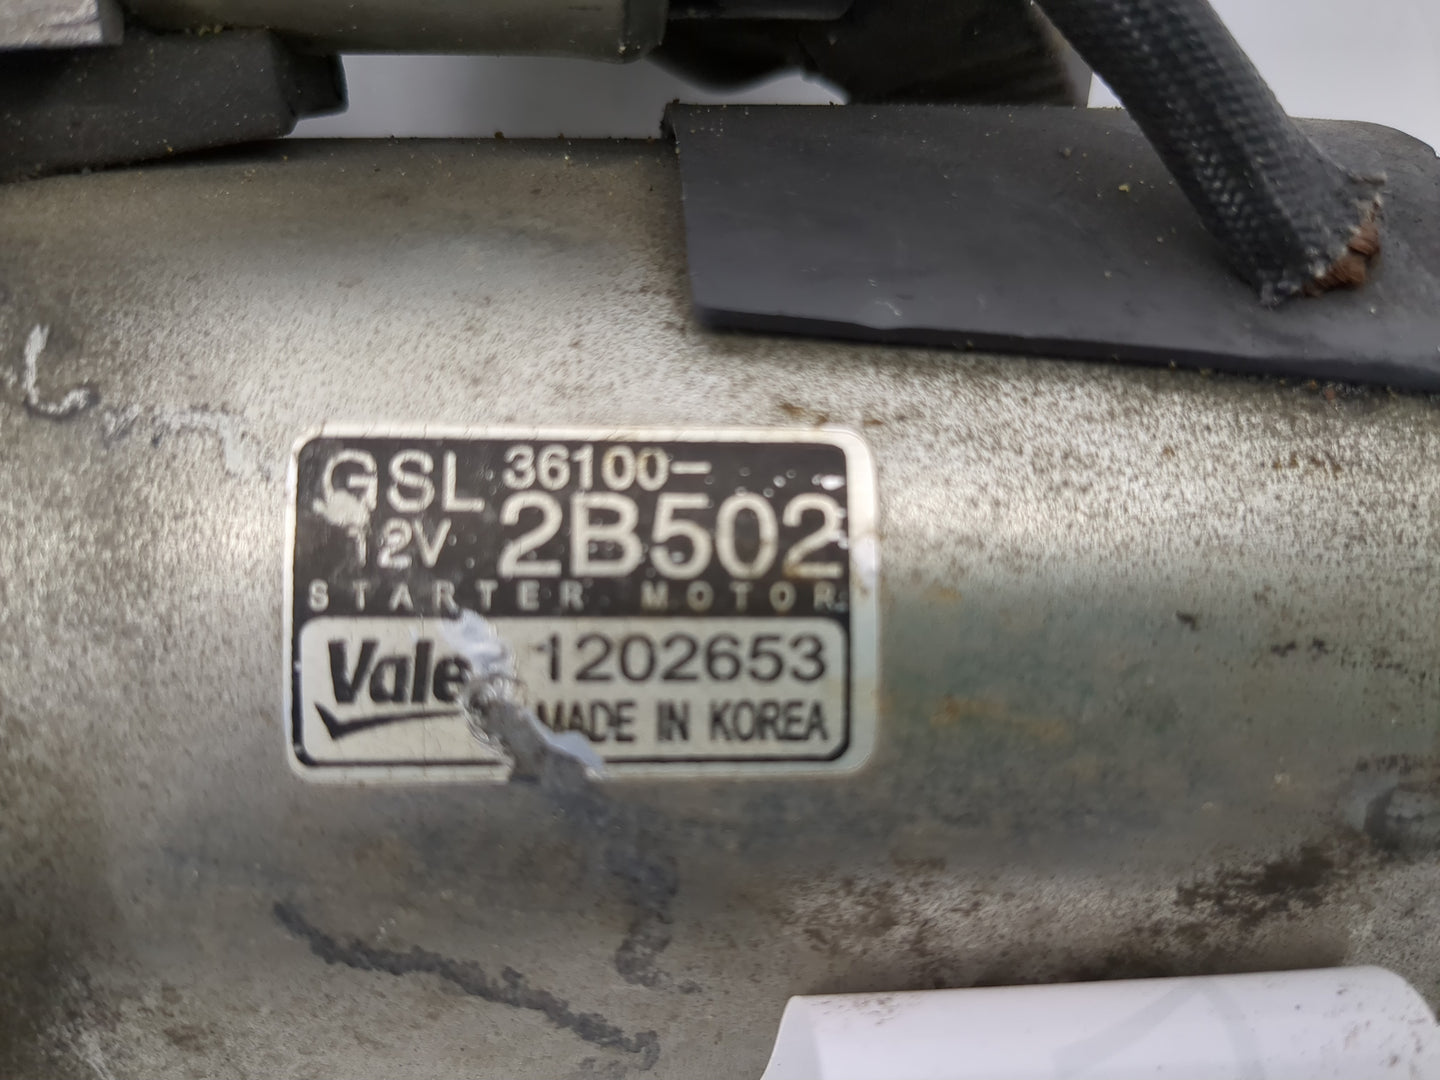 GSL 36100-
12V 2B502
STARTER MOTOR
Vale 1202653
MADE IN KOREA